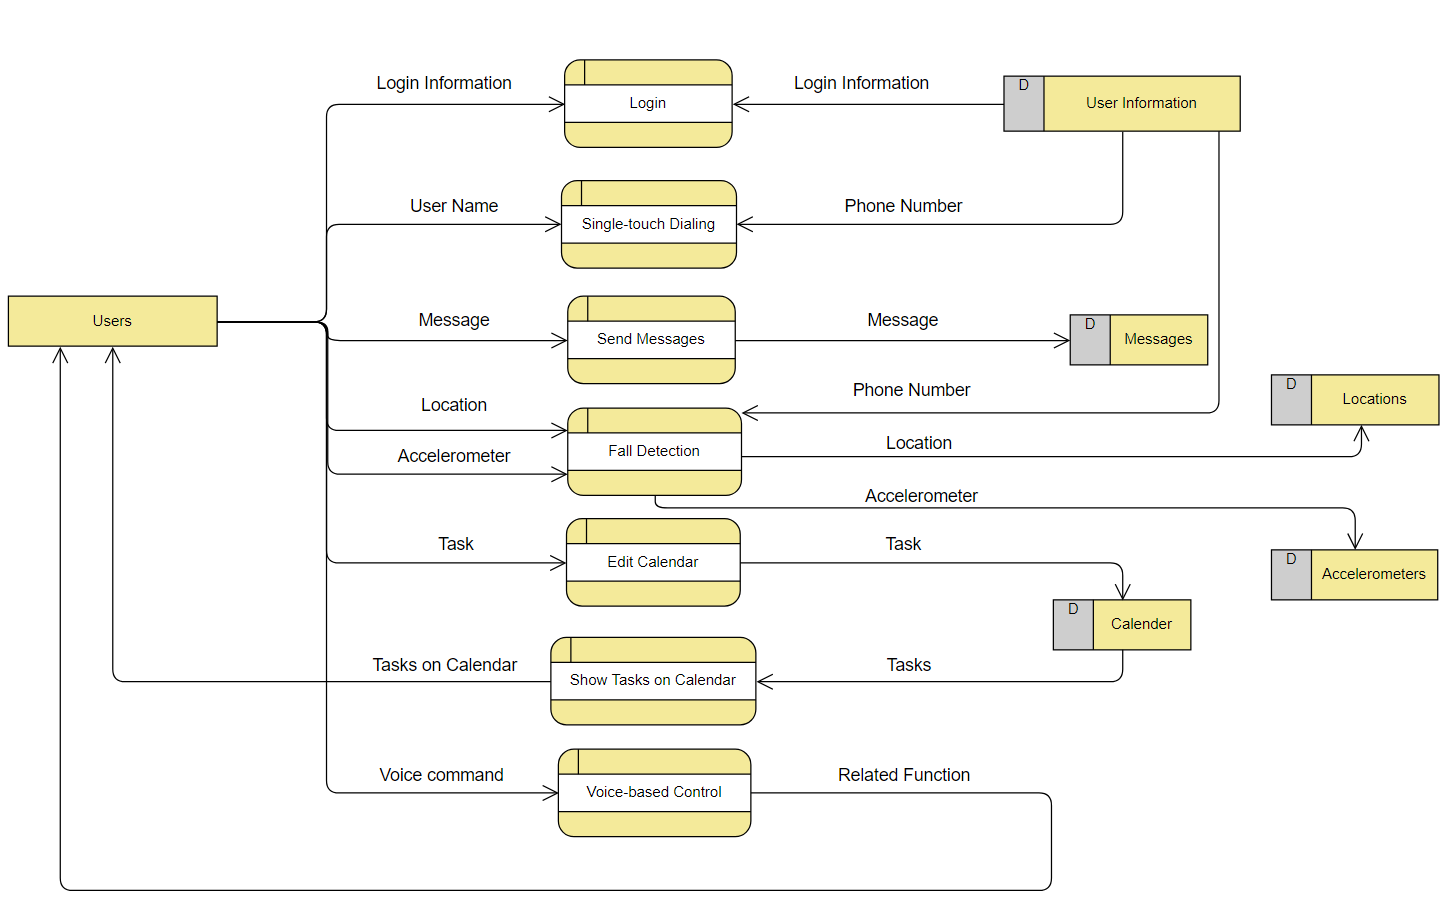 Login Information
Login
Login Information
D
User Information
User Name
Single-touch Dialing
Phone Number
Users
Message
Send Messages
Message
D
Messages
Location
Accelerometer
Fall Detection
Phone Number
Location
D
Locations
Accelerometer
D
Accelerometers
Task
Edit Calendar
Task
D
Calender
Tasks on Calendar
Show Tasks on Calendar
Tasks
Voice command
Voice-based Control
Related Function